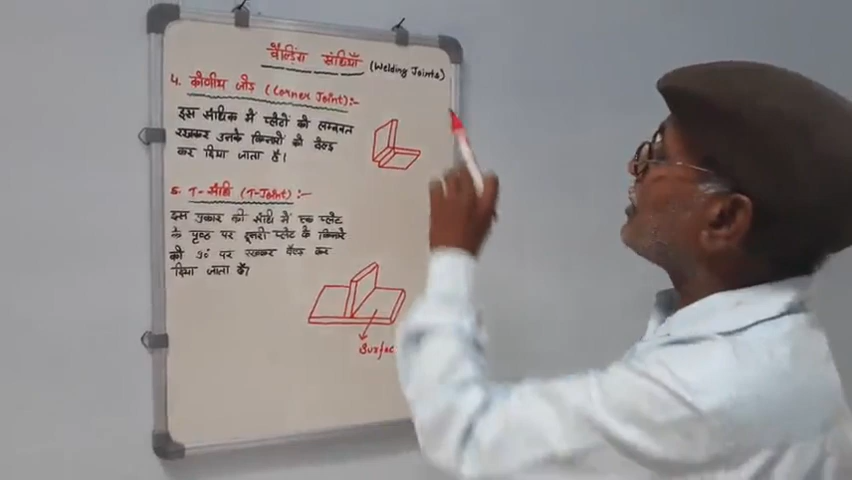 वैल्डिंग संधियाँ (Welding Joints)
4. कोणीय जोड़ (Corner Joint) :-
इस संधिक में प्लेटों को लम्बवत
रखकर उनके किनारों को वैल्ड
कर दिया जाता है।
5. T-संधि (T-Joint) :-
इस प्रकार की संधि में एक प्लेट
के पृष्ठ पर दूसरी प्लेट के किनारे
को 90° पर रखकर वैल्ड कर
दिया जाता है।
Surfac